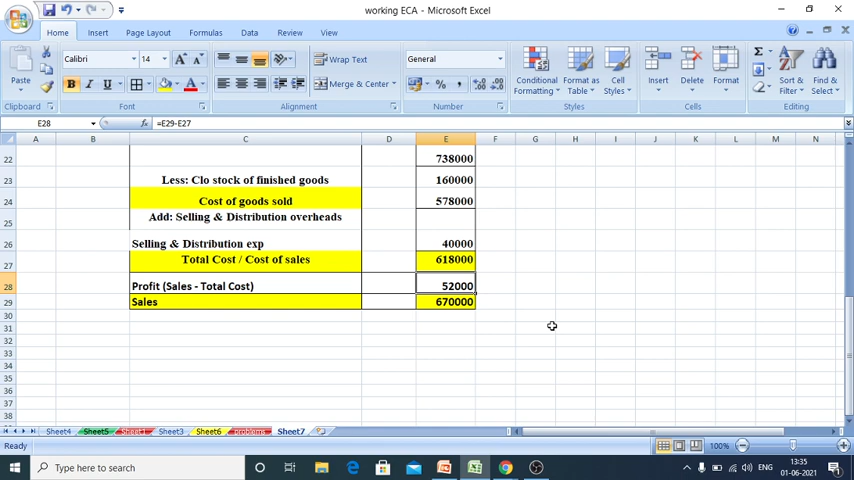 working ECA - Microsoft Excel
Home Insert Page Layout Formulas Data Review View
Calibri 14 A A Wrap Text General
Paste B I U Merge & Center % , Conditional Formatting Format as Table Cell Styles Insert Delete Format Sort & Filter Find & Select
Clipboard Font Alignment Number Styles Cells Editing
E28 fx =E29-E27
A B C D E F G H I J K L M N
22 738000
23 Less: Clo stock of finished goods 160000
24 Cost of goods sold 578000
25 Add: Selling & Distribution overheads
26 Selling & Distribution exp 40000
27 Total Cost / Cost of sales 618000
28 Profit (Sales - Total Cost) 52000
29 Sales 670000
30
31
32
33
34
35
36
37
38
Sheet4 Sheet5 Sheet1 Sheet3 Sheet6 problems Sheet7
Ready 100%
Type here to search ENG 13:35
01-06-2021